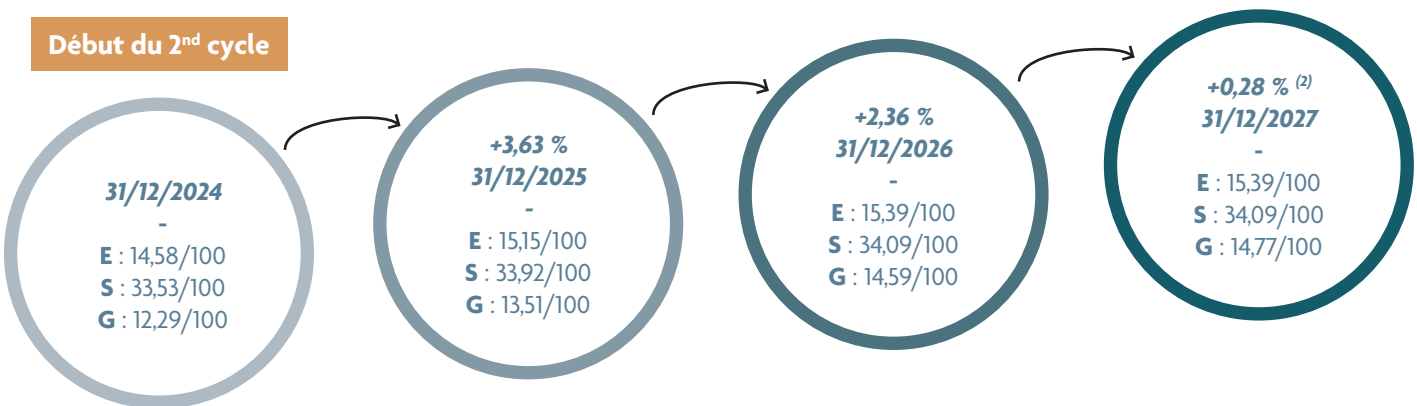 Début du 2nd cycle
31/12/2024
-
E : 14,58/100
S : 33,53/100
G : 12,29/100
+3,63 %
31/12/2025
-
E : 15,15/100
S : 33,92/100
G : 13,51/100
+2,36 %
31/12/2026
-
E : 15,39/100
S : 34,09/100
G : 14,59/100
+0,28 % (2)
31/12/2027
-
E : 15,39/100
S : 34,09/100
G : 14,77/100